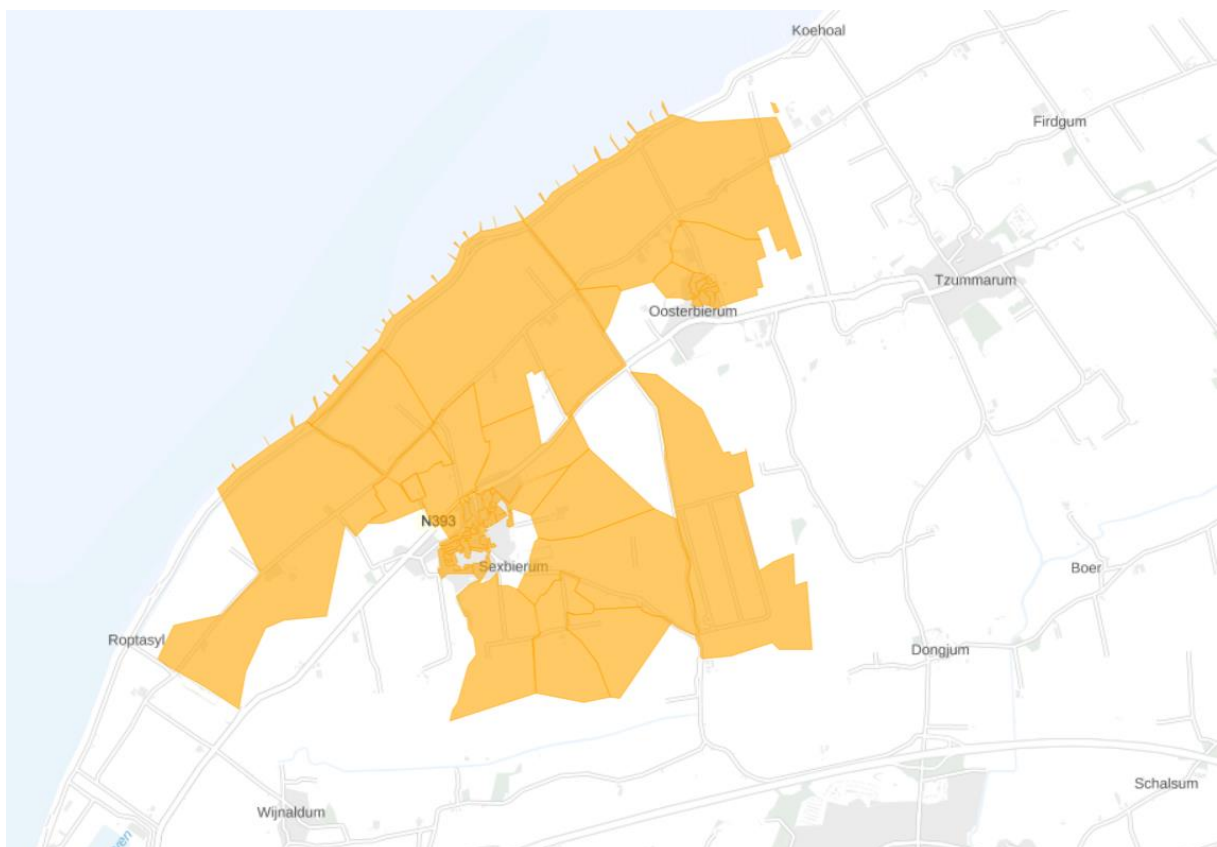 Koehoal
Firdgum
Tzummarum
Oosterbierum
N393
Sexbierum
Boer
Roptasyl
Dongjum
Schalsum
Wijnaldum